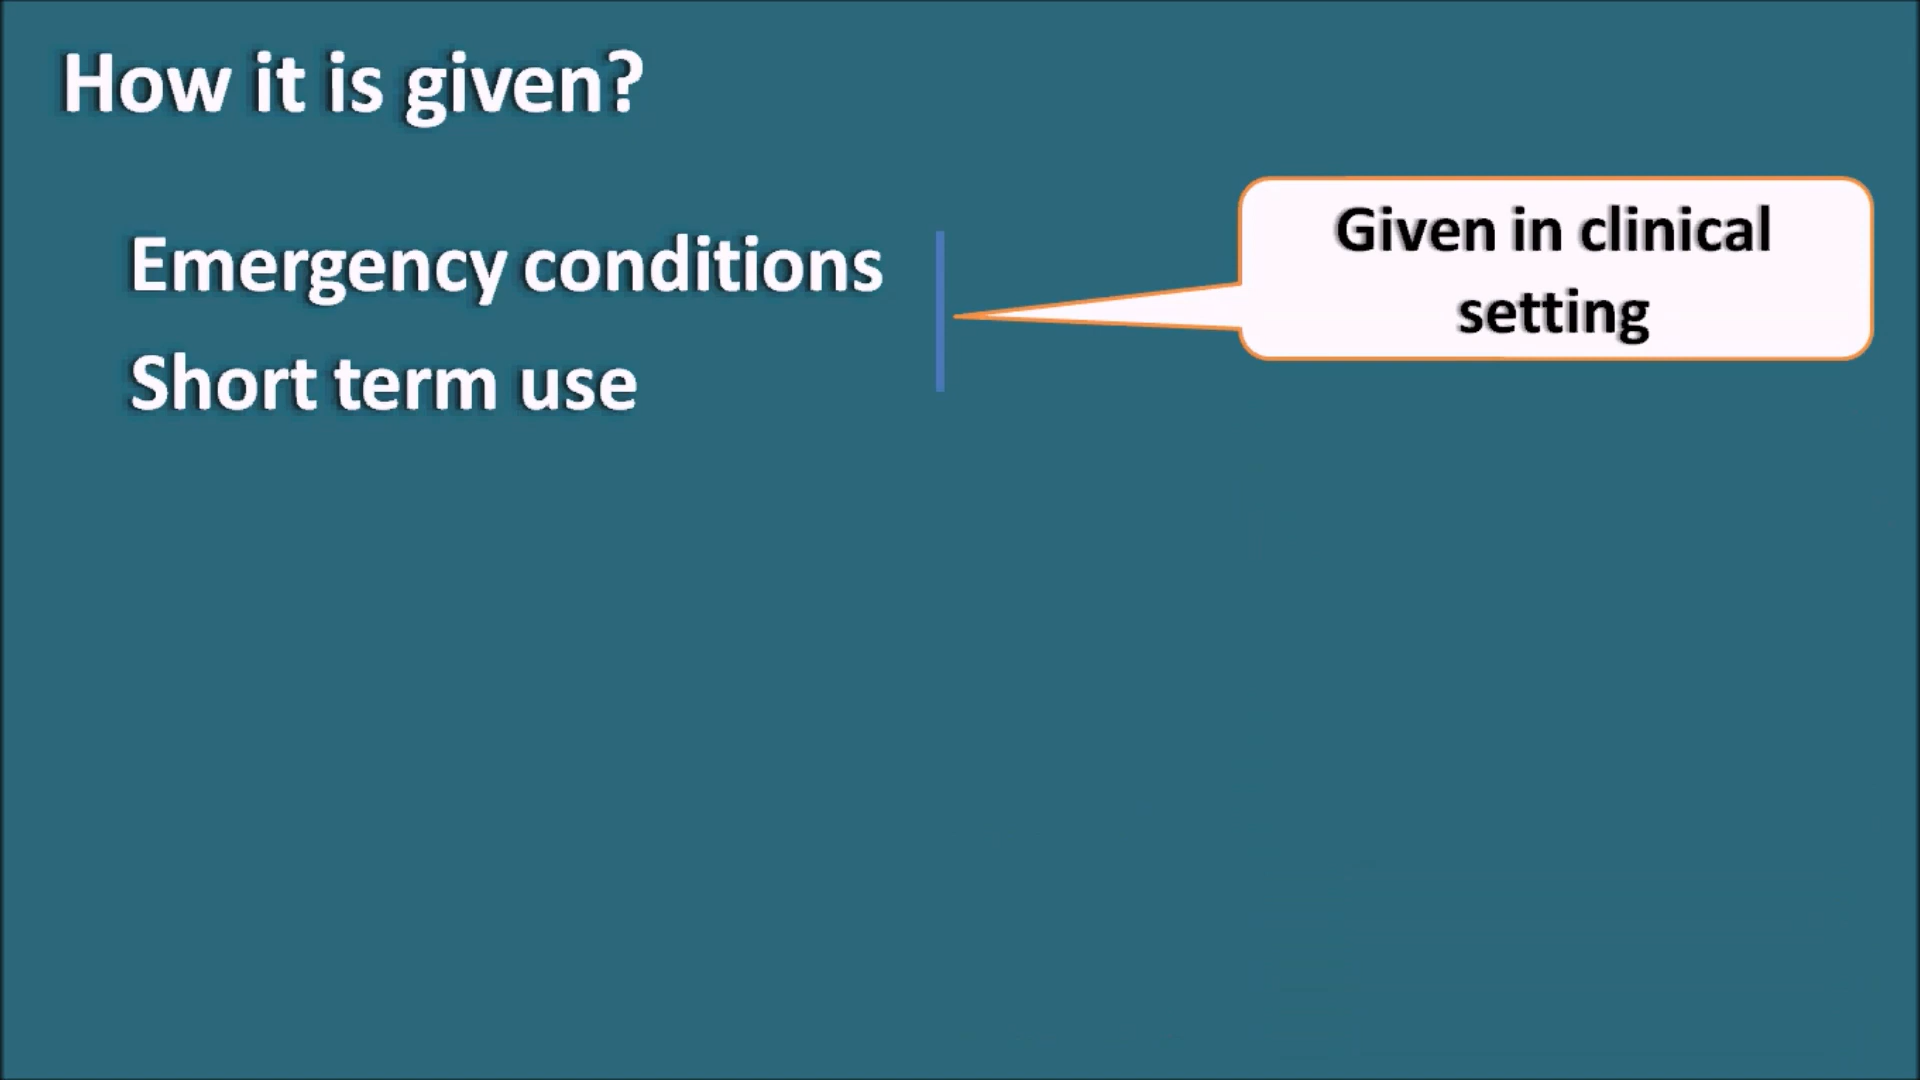 How it is given?
Emergency conditions
Short term use
Given in clinical
setting